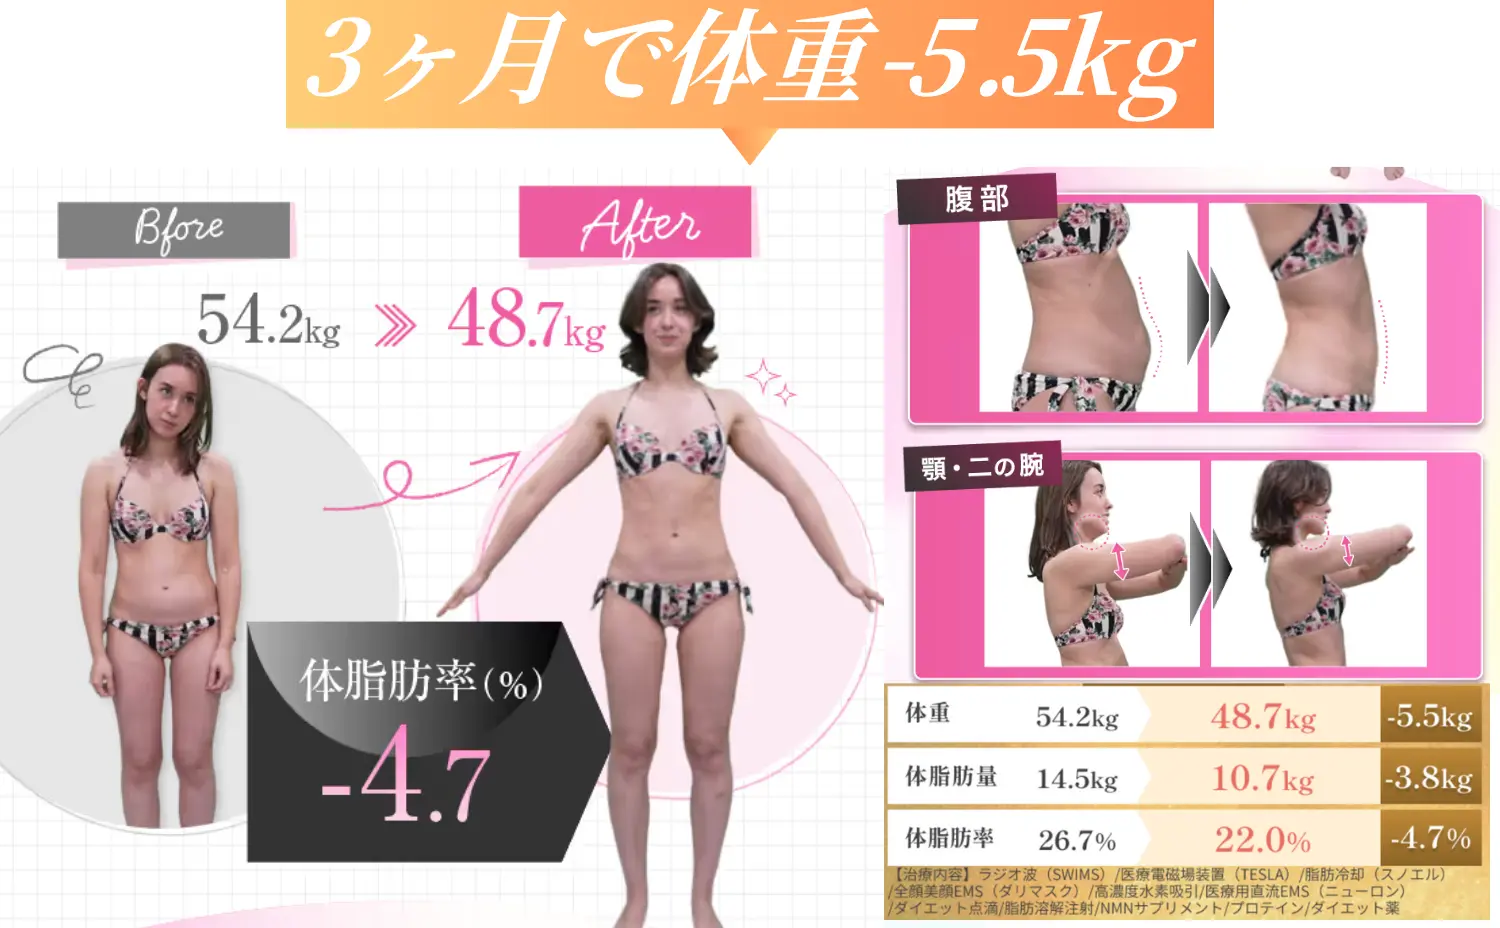 3ヶ月で体重-5.5kg
Bfore
After
54.2kg
48.7kg
体脂肪率(%)
-4.7
腹部
顎・二の腕
体重 54.2kg 48.7kg -5.5kg
体脂肪量 14.5kg 10.7kg -3.8kg
体脂肪率 26.7% 22.0% -4.7%
【治療内容】ラジオ波（SWIMS）/医療電磁場装置（TESLA）/脂肪冷却（スノエル）
/全顔美顔EMS（ダリマスク）/高濃度水素吸引/医療用直流EMS（ニューロン）
/ダイエット点滴/脂肪溶解注射/NMNサプリメント/プロテイン/ダイエット薬